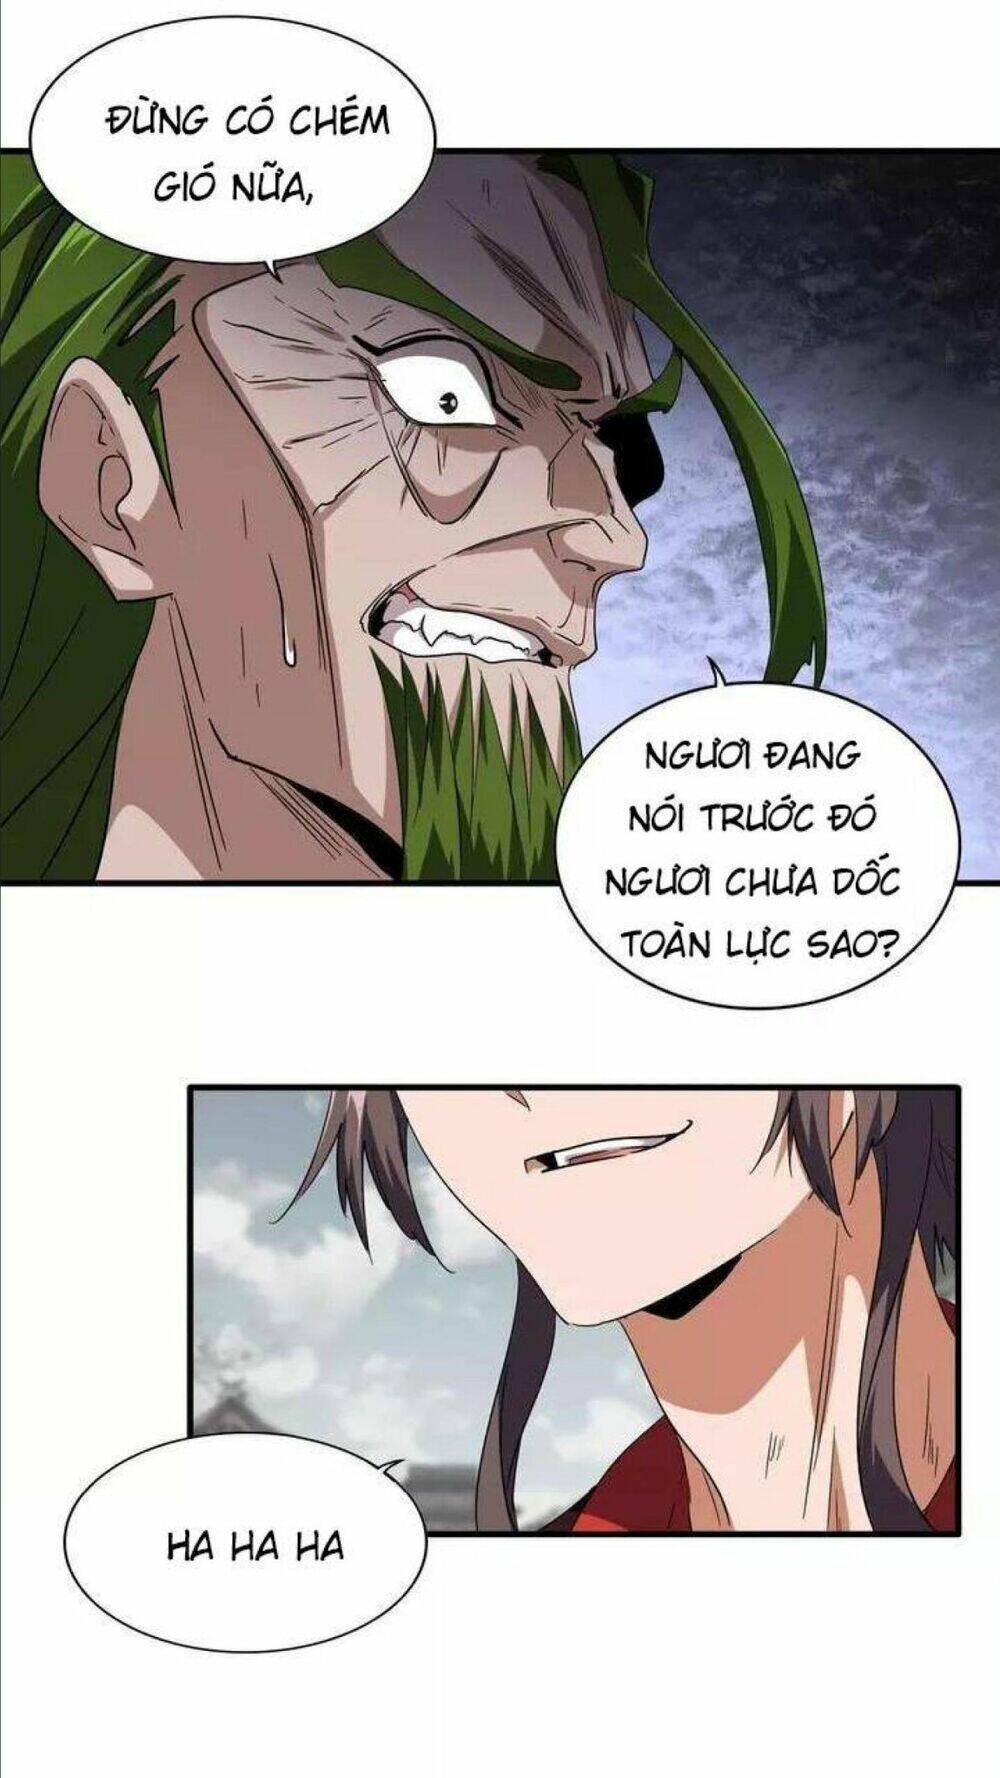 ĐỪNG CÓ CHÉM
GIÓ NỮA,
NGƯƠI ĐANG
NÓI TRƯỚC ĐÓ
NGƯƠI CHƯA DỐC
TOÀN LỰC SAO?
HA HA HA